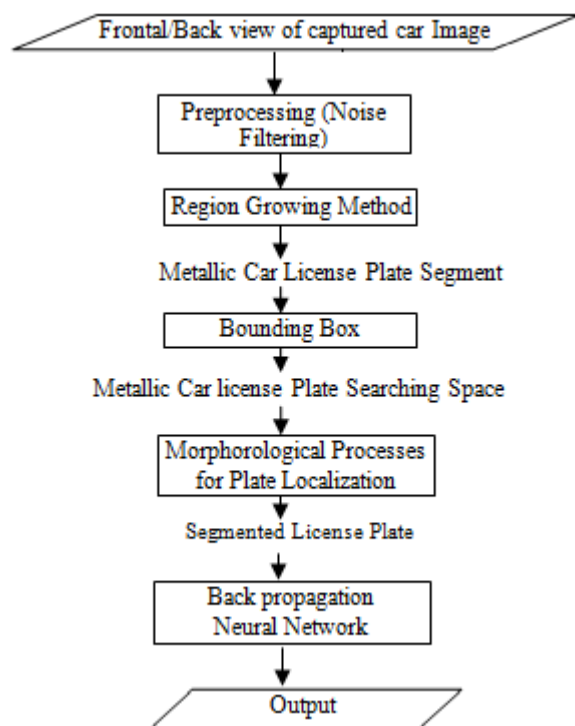 Frontal/Back view of captured car Image
Preprocessing (Noise
Filtering)
Region Growing Method
Metallic Car License Plate Segment
Bounding Box
Metallic Car license Plate Searching Space
Morphorological Processes
for Plate Localization
Segmented License Plate
Back propagation
Neural Network
Output